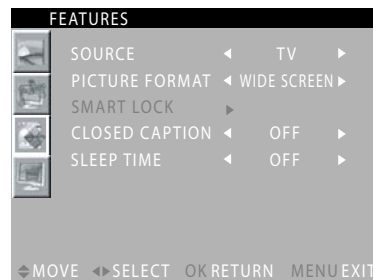 FEATURES
SOURCE TV
PICTURE FORMAT WIDE SCREEN
SMART LOCK
CLOSED CAPTION OFF
SLEEP TIME OFF
MOVE SELECT OK RETURN MENU EXIT